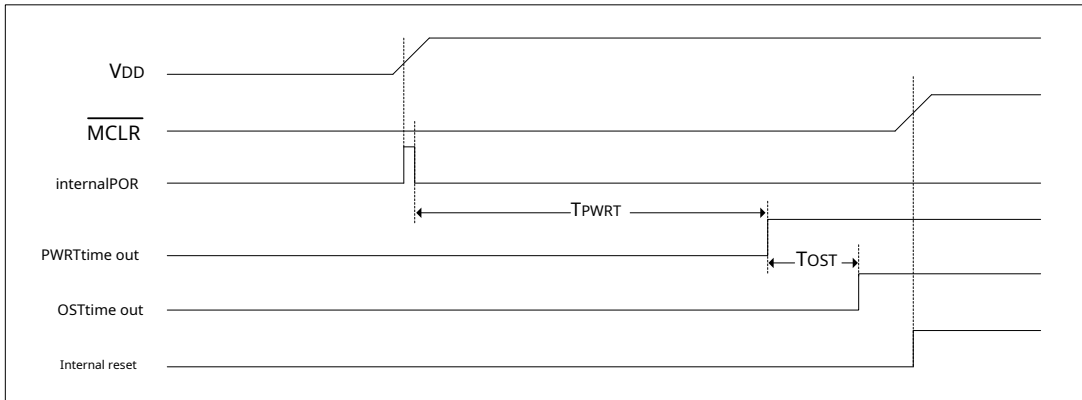 VDD
MCLR
internalPOR
TPWRT
PWRTtime out
TOST
OSTtime out
Internal reset